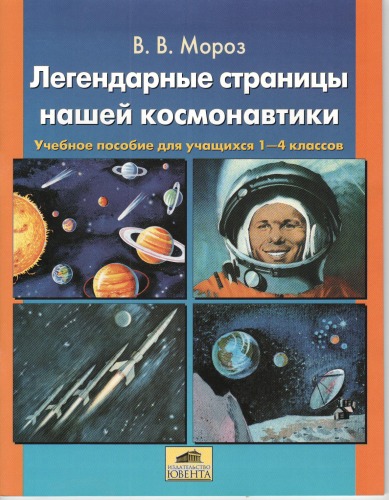 В. В. Мороз
Легендарные страницы
нашей космонавтики
Учебное пособие для учащихся 1—4 классов
ИЗДАТЕЛЬСТВО
ЮВЕНТА